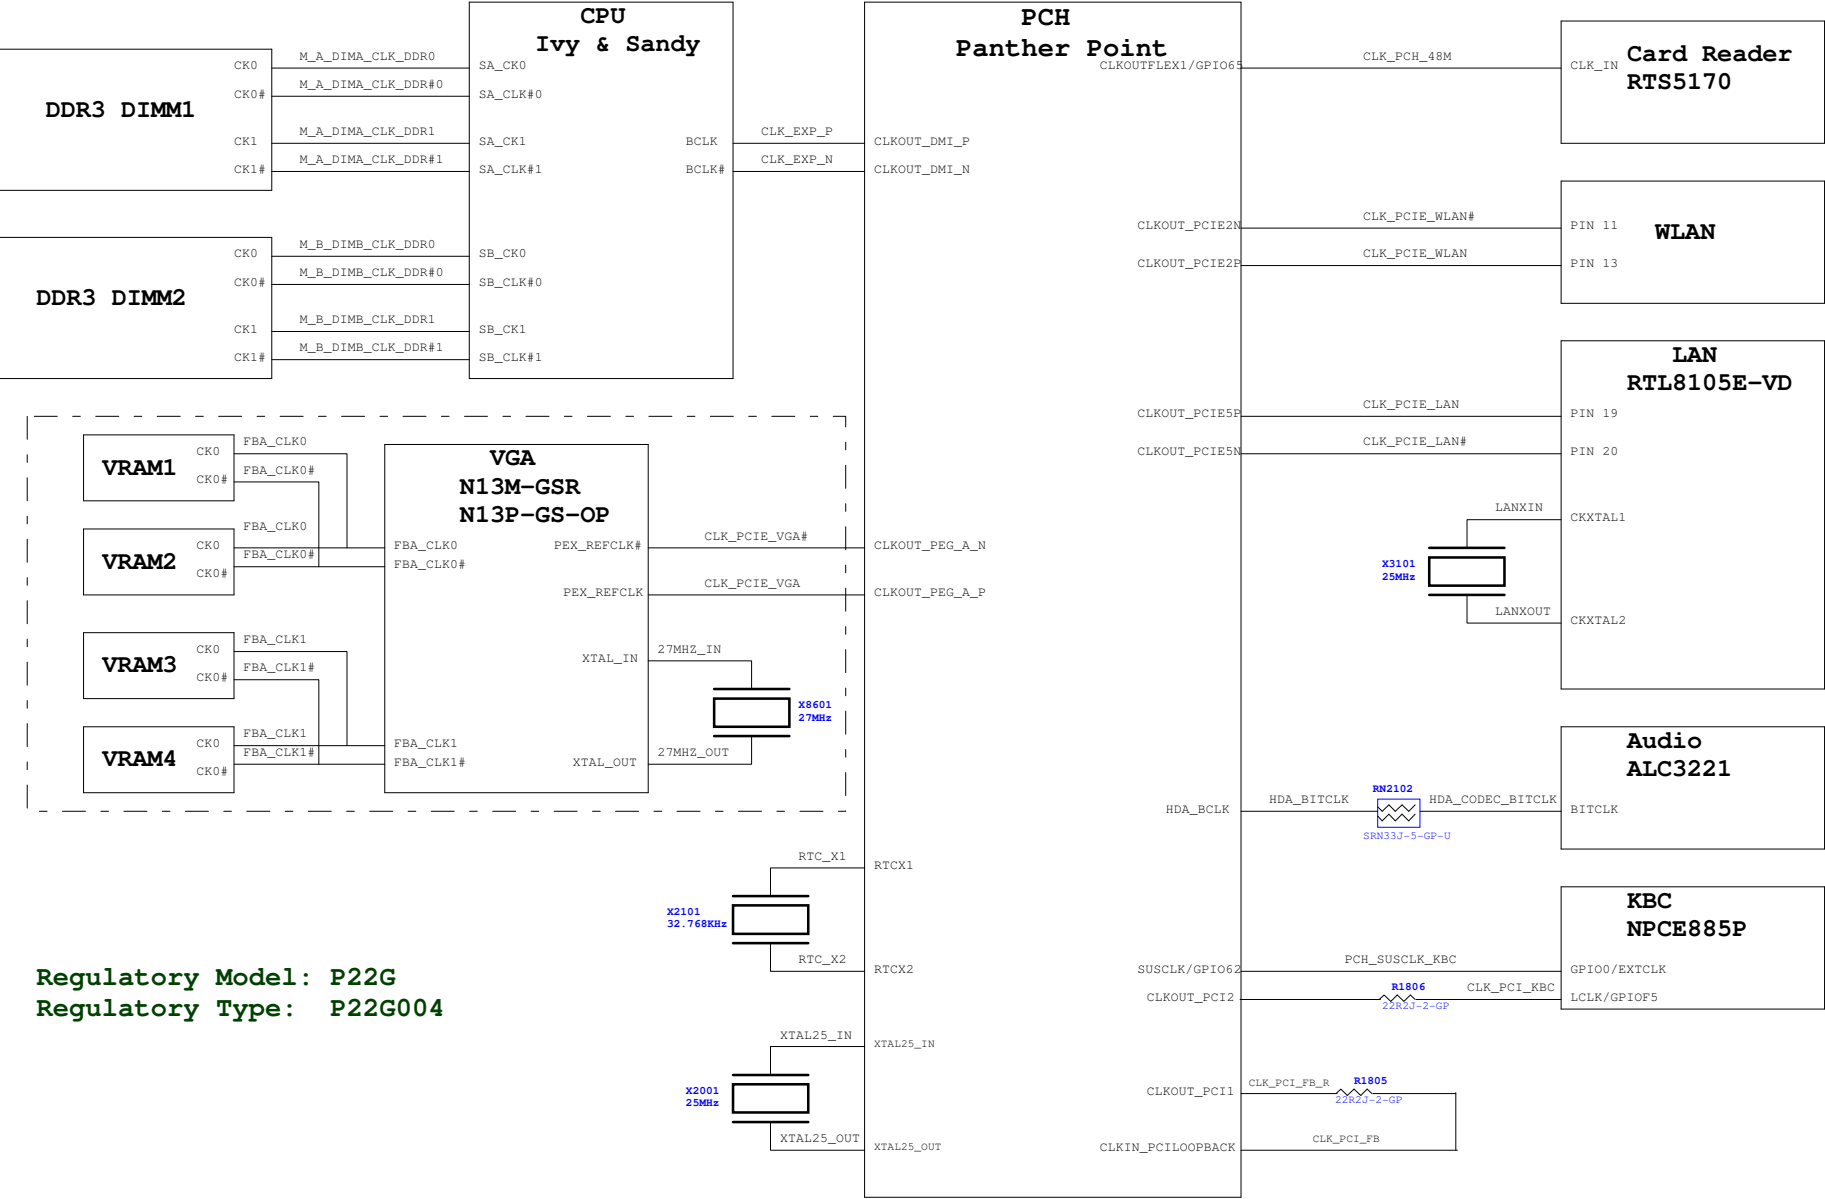 CPU
Ivy & Sandy
PCH
Panther Point
DDR3 DIMM1
CK0
M_A_DIMA_CLK_DDR0
SA_CK0
CK0#
M_A_DIMA_CLK_DDR#0
SA_CLK#0
CK1
M_A_DIMA_CLK_DDR1
SA_CK1
CK1#
M_A_DIMA_CLK_DDR#1
SA_CLK#1
BCLK
CLK_EXP_P
CLKOUT_DMI_P
BCLK#
CLK_EXP_N
CLKOUT_DMI_N
DDR3 DIMM2
CK0
M_B_DIMB_CLK_DDR0
SB_CK0
CK0#
M_B_DIMB_CLK_DDR#0
SB_CLK#0
CK1
M_B_DIMB_CLK_DDR1
SB_CK1
CK1#
M_B_DIMB_CLK_DDR#1
SB_CLK#1
VRAM1
CK0
FBA_CLK0
CK0#
FBA_CLK0#
VRAM2
CK0
FBA_CLK0
CK0#
FBA_CLK0#
VRAM3
CK0
FBA_CLK1
CK0#
FBA_CLK1#
VRAM4
CK0
FBA_CLK1
CK0#
FBA_CLK1#
VGA
N13M-GSR
N13P-GS-OP
FBA_CLK0
FBA_CLK0#
FBA_CLK1
FBA_CLK1#
PEX_REFCLK#
CLK_PCIE_VGA#
CLKOUT_PEG_A_N
PEX_REFCLK
CLK_PCIE_VGA
CLKOUT_PEG_A_P
XTAL_IN
27MHZ_IN
X8601
27MHz
XTAL_OUT
27MHZ_OUT
RTC_X1
RTCX1
X2101
32.768KHz
RTC_X2
RTCX2
XTAL25_IN
XTAL25_IN
X2001
25MHz
XTAL25_OUT
XTAL25_OUT
Regulatory Model: P22G
Regulatory Type: P22G004
CLKOUTFLEX1/GPIO65
CLK_PCH_48M
CLK_IN
Card Reader
RTS5170
CLKOUT_PCIE2N
CLK_PCIE_WLAN#
PIN 11
CLKOUT_PCIE2P
CLK_PCIE_WLAN
PIN 13
WLAN
LAN
RTL8105E-VD
CLKOUT_PCIE5P
CLK_PCIE_LAN
PIN 19
CLKOUT_PCIE5N
CLK_PCIE_LAN#
PIN 20
LANXIN
CKXTAL1
X3101
25MHz
LANXOUT
CKXTAL2
Audio
ALC3221
HDA_BCLK
HDA_BITCLK
RN2102
SRN33J-5-GP-U
HDA_CODEC_BITCLK
BITCLK
KBC
NPCE885P
SUSCLK/GPIO62
PCH_SUSCLK_KBC
GPIO0/EXTCLK
CLKOUT_PCI2
R1806
22R2J-2-GP
CLK_PCI_KBC
LCLK/GPIOF5
CLKOUT_PCI1
CLK_PCI_FB_R
R1805
22R2J-2-GP
CLKIN_PCILOOPBACK
CLK_PCI_FB